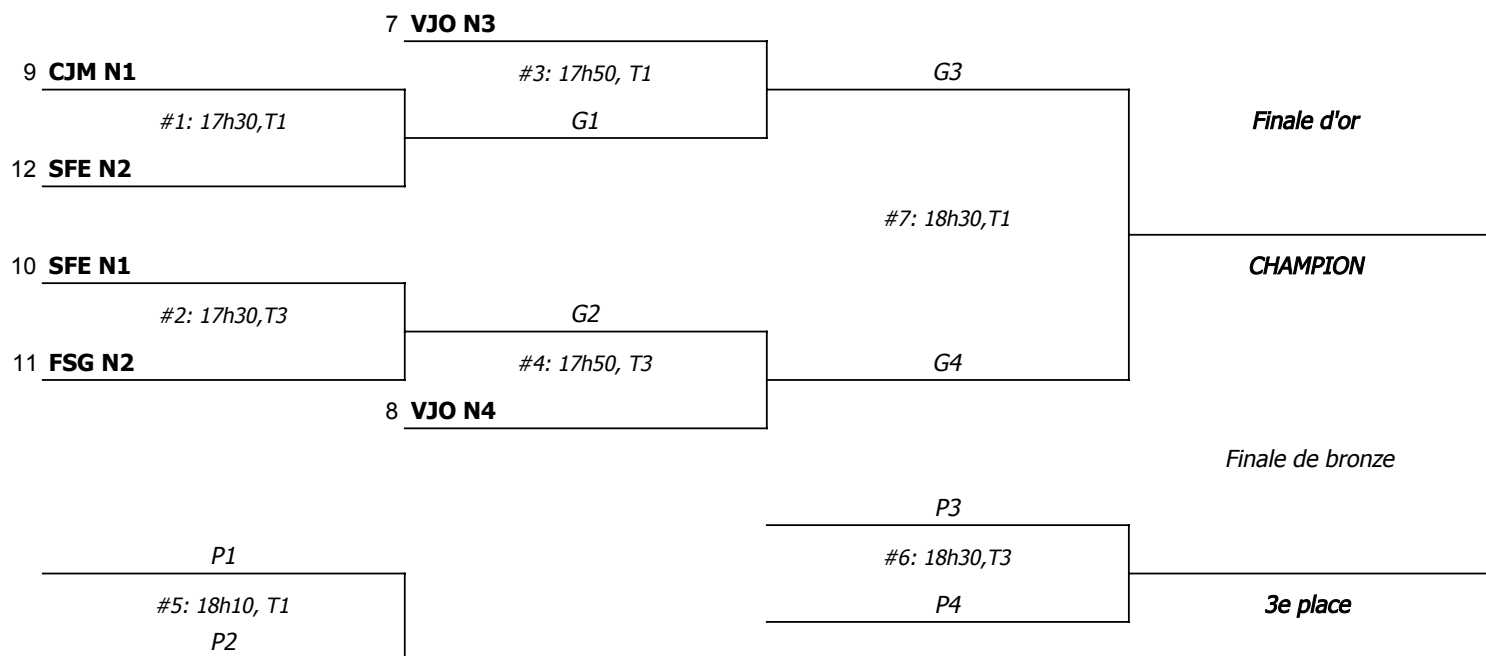 7 VJO N3
9 CJM N1
#3: 17h50, T1
G3
#1: 17h30,T1
G1
Finale d'or
12 SFE N2
#7: 18h30,T1
10 SFE N1
CHAMPION
#2: 17h30,T3
G2
11 FSG N2
#4: 17h50, T3
G4
8 VJO N4
Finale de bronze
P3
P1
#6: 18h30,T3
#5: 18h10, T1
P4
3e place
P2